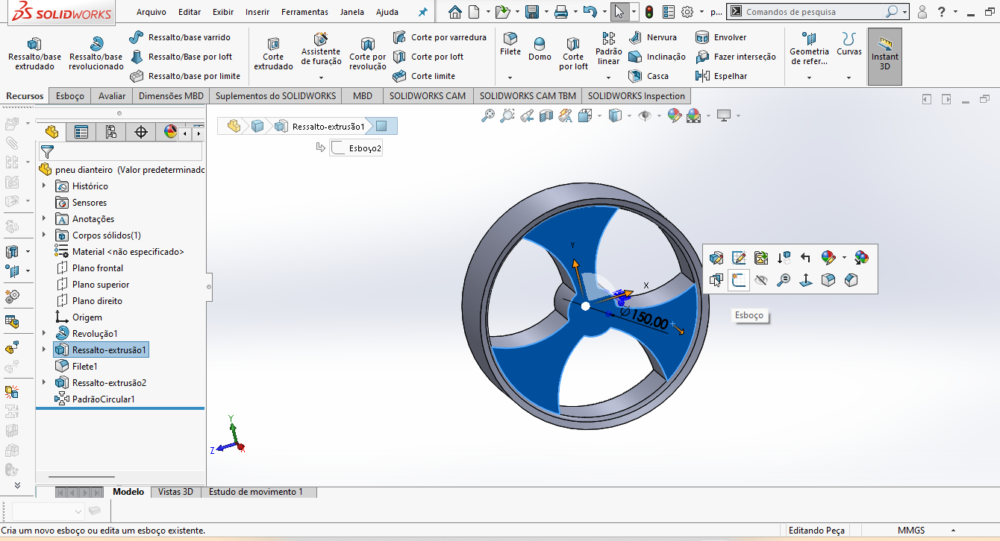 SOLIDWORKS
Arquivo Editar Exibir Inserir Ferramentas Janela Ajuda
p...
Comandos de pesquisa
?
Ressalto/base extrudado
Ressalto/base revolucionado
Ressalto/base varrido
Ressalto/Base por loft
Ressalto/base por limite
Corte extrudado
Assistente de furação
Corte por revolução
Corte por varredura
Corte por loft
Corte limite
Filete
Domo
Corte por loft
Padrão linear
Nervura
Inclinação
Casca
Envolver
Fazer interseção
Espelhar
Geometria de refer...
Curvas
Instant 3D
Recursos Esboço Avaliar Dimensões MBD Suplementos do SOLIDWORKS MBD SOLIDWORKS CAM SOLIDWORKS CAM TBM SOLIDWORKS Inspection
Ressalto-extrusão1
Esboço2
pneu dianteiro (Valor predeterminado
Histórico
Sensores
Anotações
Corpos sólidos(1)
Material <não especificado>
Plano frontal
Plano superior
Plano direito
Origem
Revolução1
Ressalto-extrusão1
Filete1
Ressalto-extrusão2
PadrãoCircular1
Y
X
Ø150,00
Esboço
Y
Z
X
Modelo Vistas 3D Estudo de movimento 1
Cria um novo esboço ou edita um esboço existente.
Editando Peça
MMGS